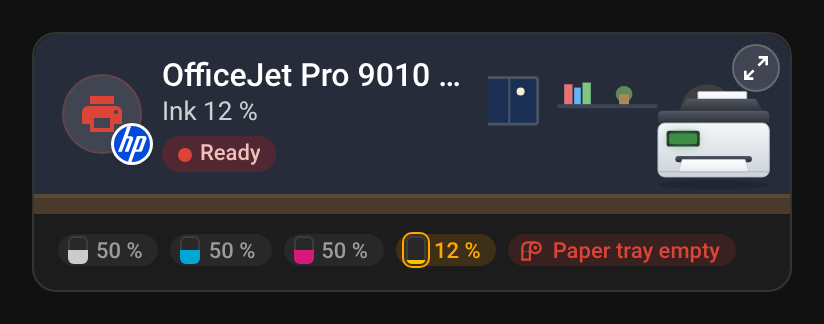 OfficeJet Pro 9010 ...
Ink 12 %
hp
Ready
50 % 50 % 50 % 12 % Paper tray empty